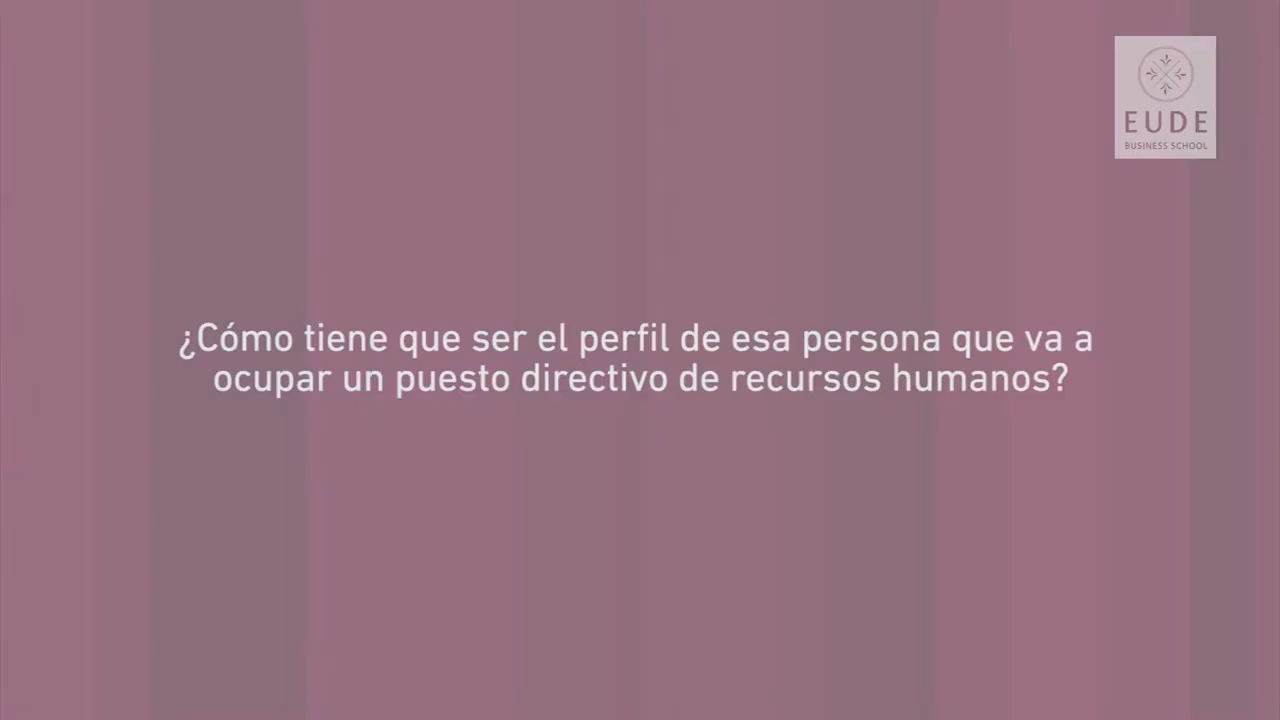 EUDE
BUSINESS SCHOOL
¿Cómo tiene que ser el perfil de esa persona que va a
ocupar un puesto directivo de recursos humanos?